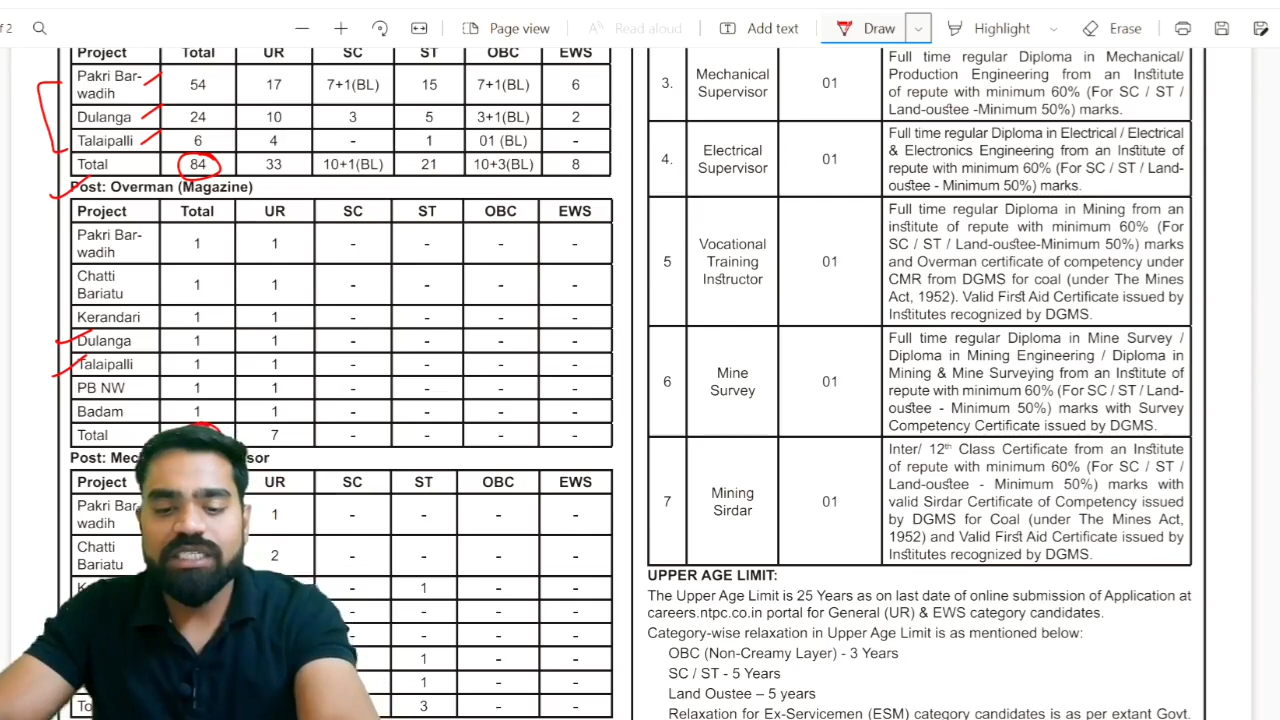 of 2 Page view Read aloud Add text Draw Highlight Erase
Project Total UR SC ST OBC EWS
Pakri Bar- 54 17 7+1(BL) 15 7+1(BL) 6
wadih
Dulanga 24 10 3 5 3+1(BL) 2
Talaipalli 6 4 - 1 01 (BL)
Total 84 33 10+1(BL) 21 10+3(BL) 8
Post: Overman (Magazine)
Project Total UR SC ST OBC EWS
Pakri Bar- 1 1 - - - -
wadih
Chatti 1 1 - - - -
Bariatu
Kerandari 1 1 - - - -
Dulanga 1 1 - - - -
Talaipalli 1 1 - - - -
PB NW 1 1 - - - -
Badam 1 1 - - - -
Total 7 - - - -
Project UR SC ST OBC EWS
Pakri Bar- 1 - - - -
wadih
Chatti 2 - - - -
Bariatu
- 1 - -
- - - -
- - - -
- 1 - -
- 1 - -
- 3 - -
3. Mechanical Supervisor 01 Full time regular Diploma in Mechanical/
Production Engineering from an Institute
of repute with minimum 60% (For SC / ST /
Land-oustee -Minimum 50%) marks.
4. Electrical Supervisor 01 Full time regular Diploma in Electrical / Electrical
& Electronics Engineering from an Institute of
repute with minimum 60% (For SC / ST / Land-
oustee - Minimum 50%) marks.
5 Vocational Training Instructor 01 Full time regular Diploma in Mining from an
institute of repute with minimum 60% (For
SC / ST / Land-oustee-Minimum 50%) marks
and Overman certificate of competency under
CMR from DGMS for coal (under The Mines
Act, 1952). Valid First Aid Certificate issued by
Institutes recognized by DGMS.
6 Mine Survey 01 Full time regular Diploma in Mine Survey /
Diploma in Mining Engineering / Diploma in
Mining & Mine Surveying from an Institute of
repute with minimum 60% (For SC / ST / Land-
oustee - Minimum 50%) marks with Survey
Competency Certificate issued by DGMS.
7 Mining Sirdar 01 Inter/ 12th Class Certificate from an Institute
of repute with minimum 60% (For SC / ST /
Land-oustee - Minimum 50%) marks with
valid Sirdar Certificate of Competency issued
by DGMS for Coal (under The Mines Act,
1952) and Valid First Aid Certificate issued by
Institutes recognized by DGMS.
UPPER AGE LIMIT:
The Upper Age Limit is 25 Years as on last date of online submission of Application at
careers.ntpc.co.in portal for General (UR) & EWS category candidates.
Category-wise relaxation in Upper Age Limit is as mentioned below:
OBC (Non-Creamy Layer) - 3 Years
SC / ST - 5 Years
Land Oustee – 5 years
Relaxation for Ex-Servicemen (ESM) category candidates is as per extant Govt.